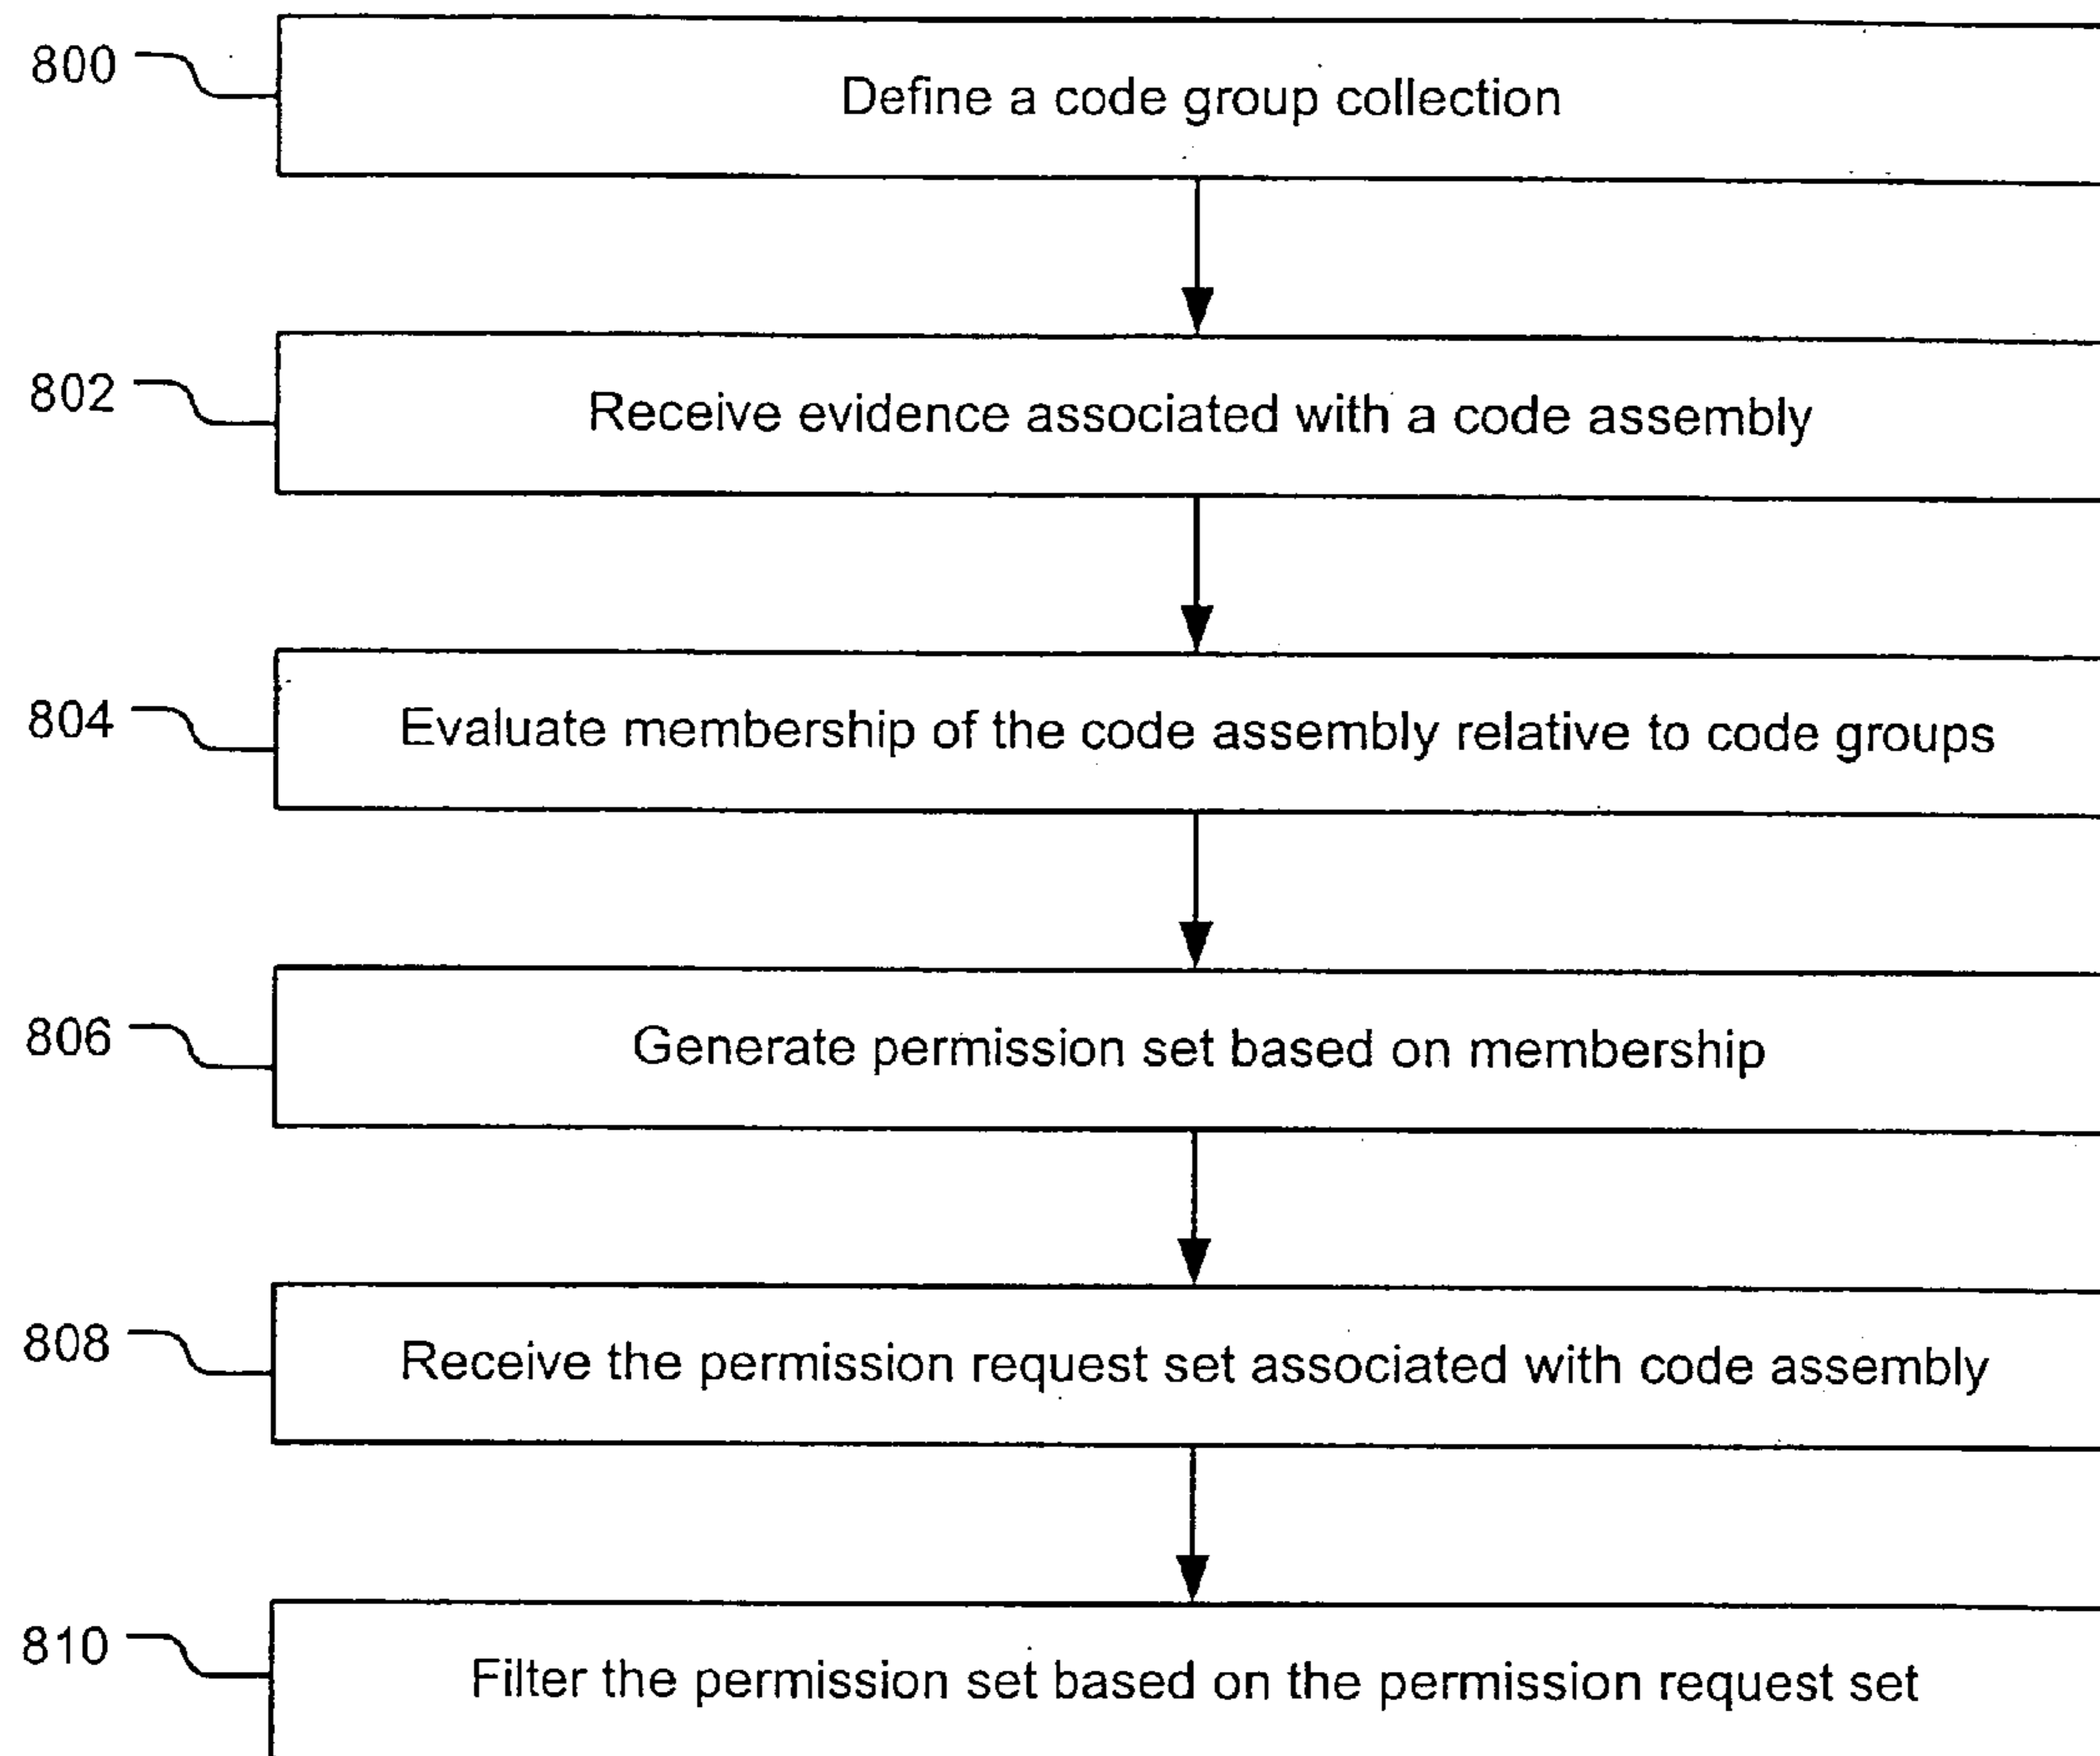 800
Define a code group collection
802
Receive evidence associated with a code assembly
804
Evaluate membership of the code assembly relative to code groups
806
Generate permission set based on membership
808
Receive the permission request set associated with code assembly
810
Filter the permission set based on the permission request set